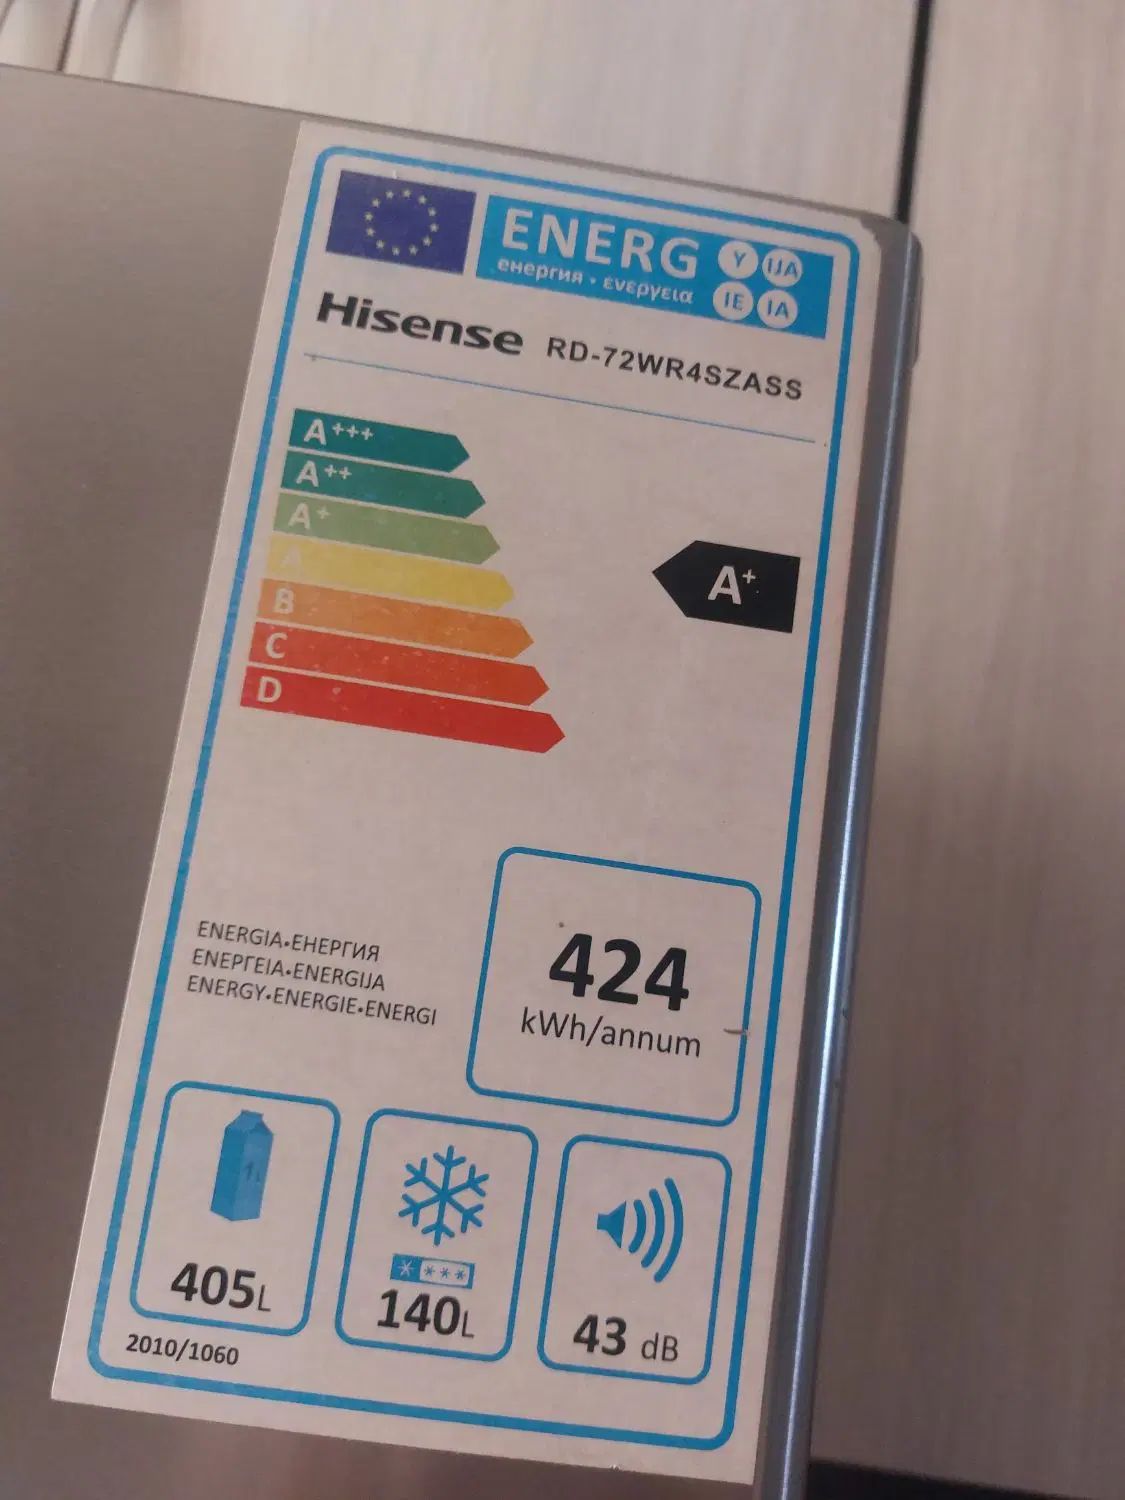 ENERG Y IJA
енергия · ενεργεια IE IA
Hisense RD-72WR4SZASS
A+++
A++
A+
A
B
C
D
A+
ENERGIA·ЕНЕРГИЯ
ΕΝΕΡΓΕΙΑ·ENERGIJA
ENERGY·ENERGIE·ENERGI
424
kWh/annum
1L
405L
140L
43 dB
2010/1060